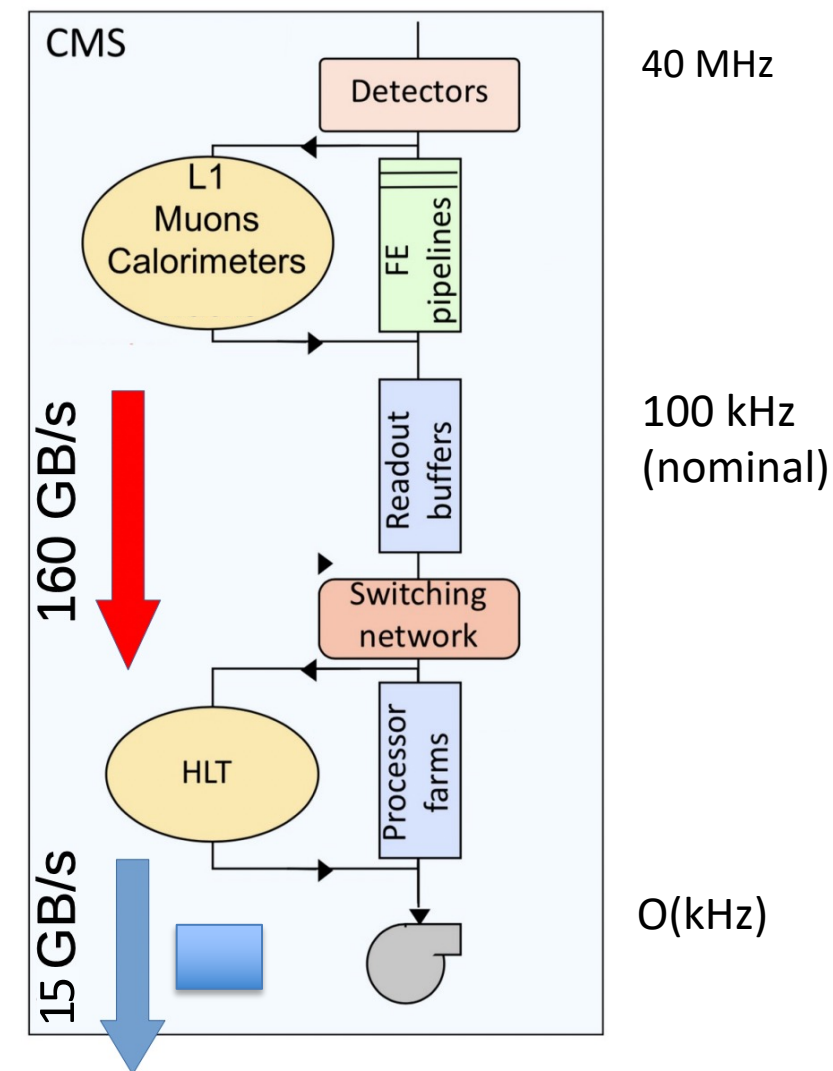 CMS
40 MHz
Detectors
L1
Muons
Calorimeters
FE
pipelines
160 GB/s
100 kHz
(nominal)
Readout
buffers
Switching
network
HLT
Processor
farms
15 GB/s
O(kHz)